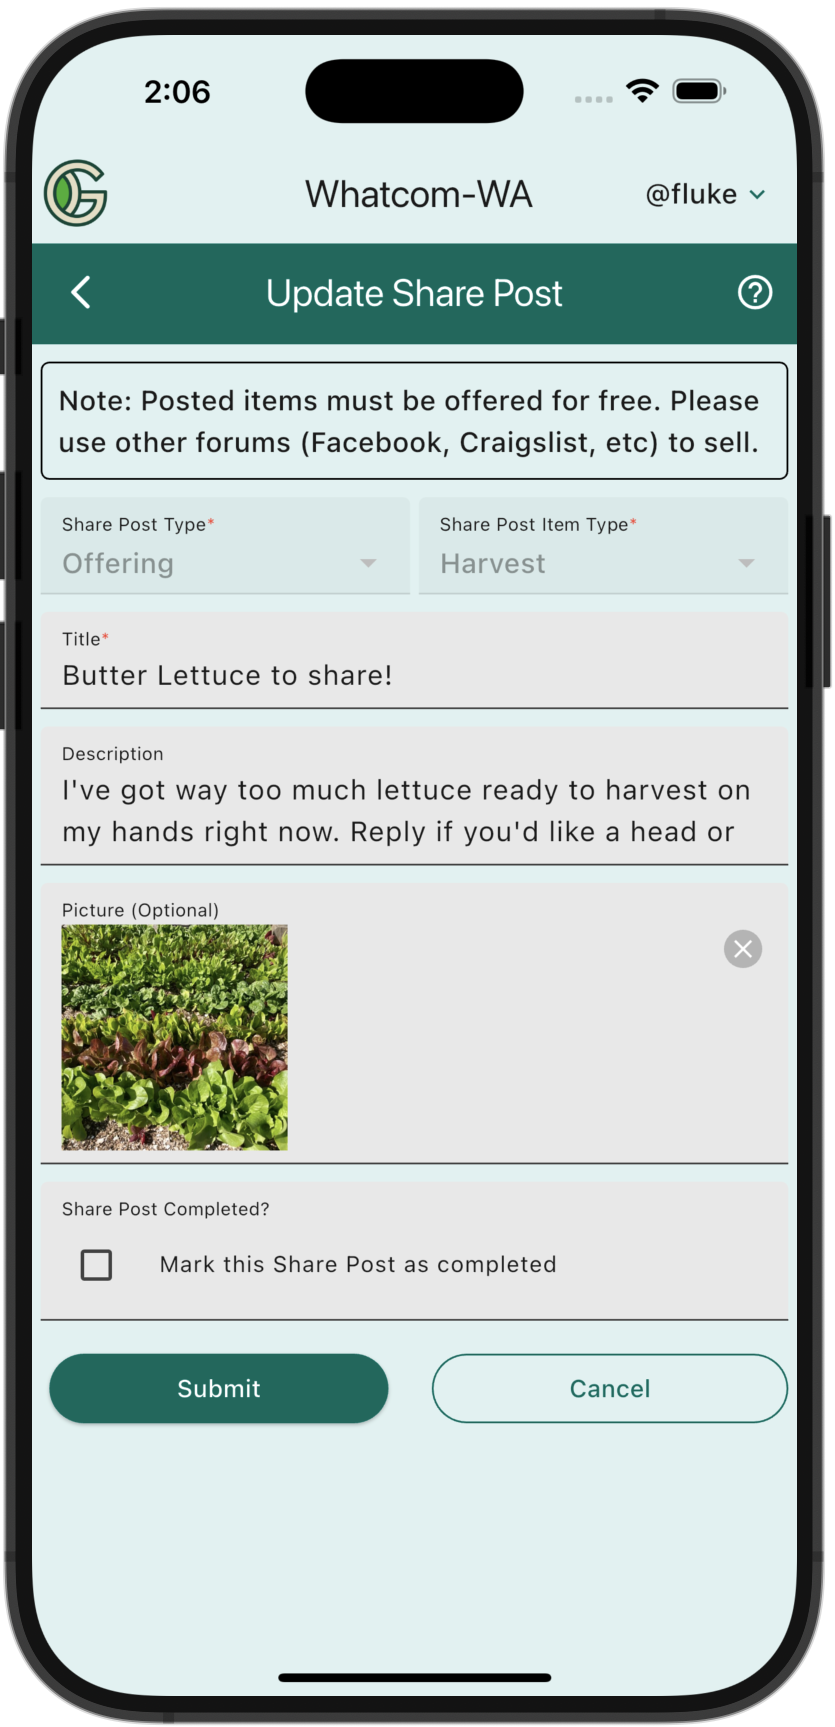 2:06
Whatcom-WA
@fluke
Update Share Post
Note: Posted items must be offered for free. Please
use other forums (Facebook, Craigslist, etc) to sell.
Share Post Type*
Share Post Item Type*
Offering
Harvest
Title*
Butter Lettuce to share!
Description
I've got way too much lettuce ready to harvest on
my hands right now. Reply if you'd like a head or
Picture (Optional)
Share Post Completed?
Mark this Share Post as completed
Submit
Cancel